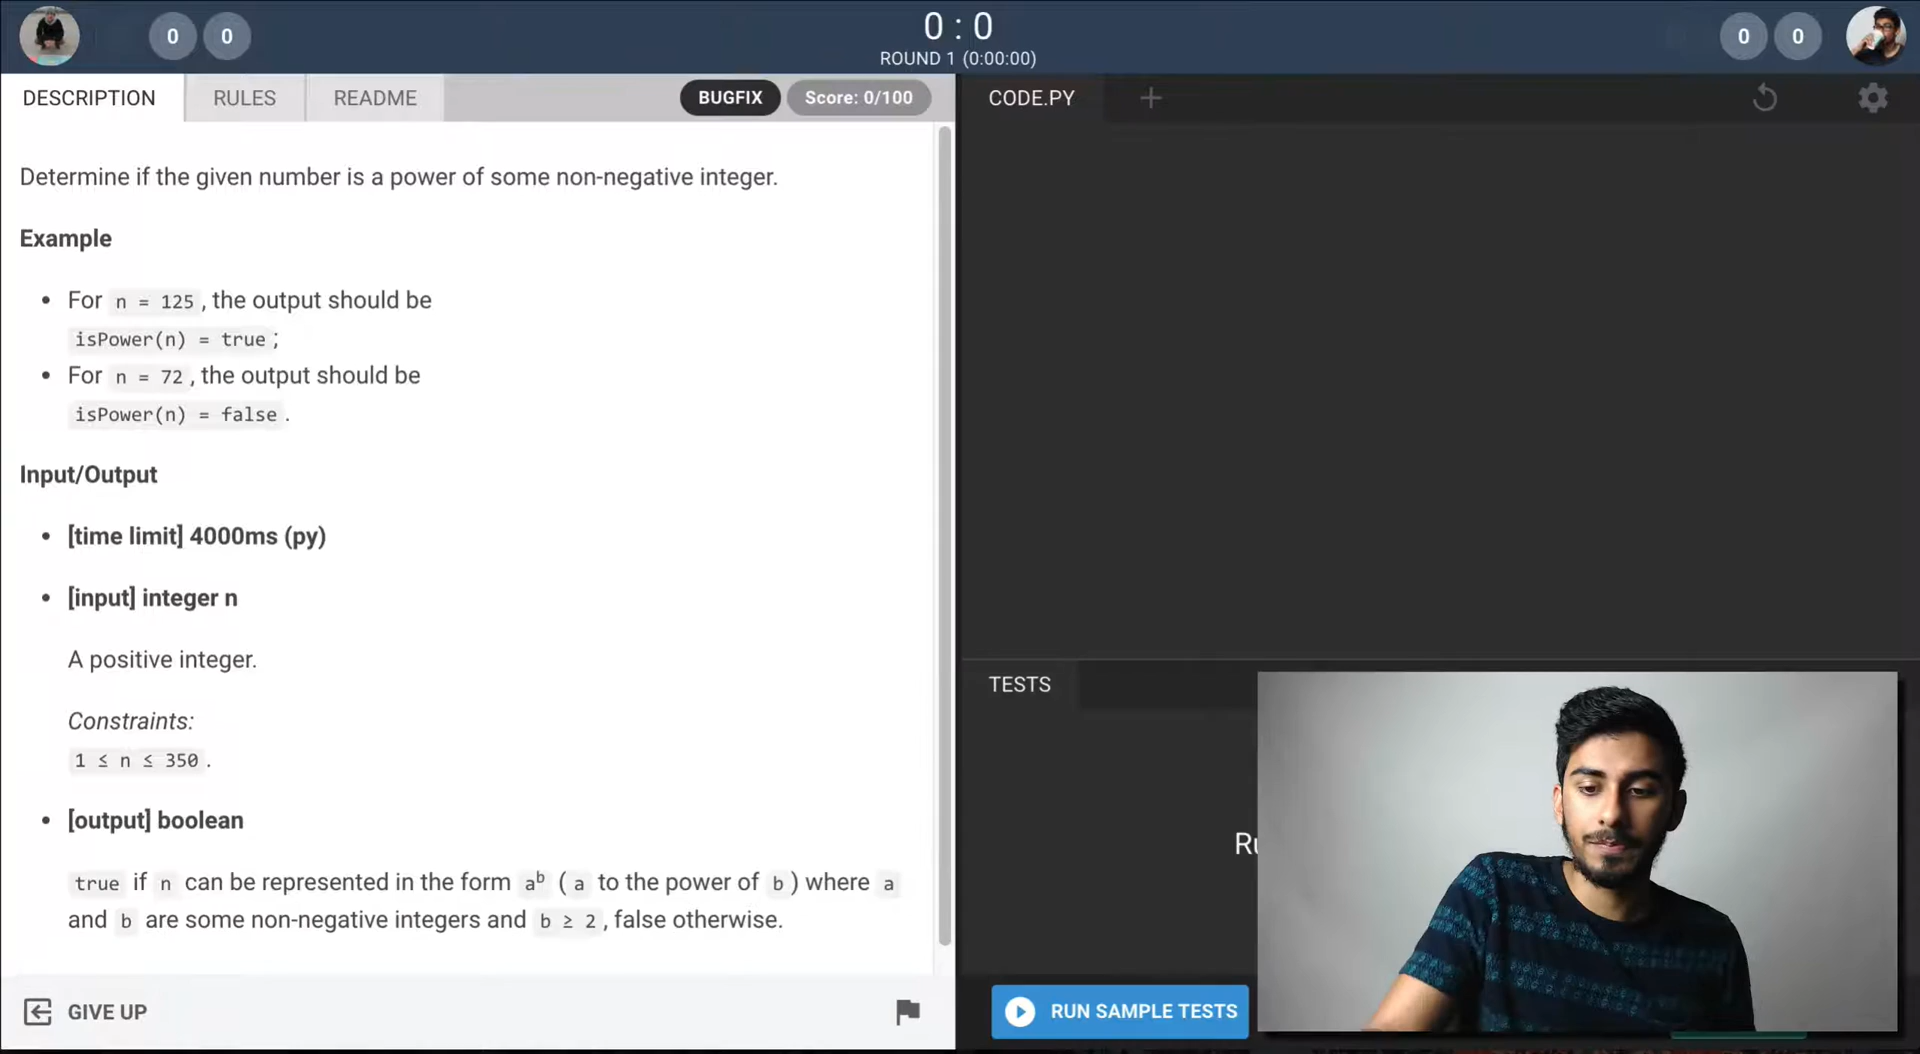 0 0
0 : 0
ROUND 1 (0:00:00)
0 0
DESCRIPTION RULES README BUGFIX Score: 0/100
CODE.PY +
Determine if the given number is a power of some non-negative integer.
Example
• For n = 125, the output should be
isPower(n) = true;
• For n = 72, the output should be
isPower(n) = false.
Input/Output
• [time limit] 4000ms (py)
• [input] integer n
A positive integer.
Constraints:
1 ≤ n ≤ 350.
• [output] boolean
true if n can be represented in the form aᵇ (a to the power of b) where a
and b are some non-negative integers and b ≥ 2, false otherwise.
GIVE UP
TESTS
RUN SAMPLE TESTS